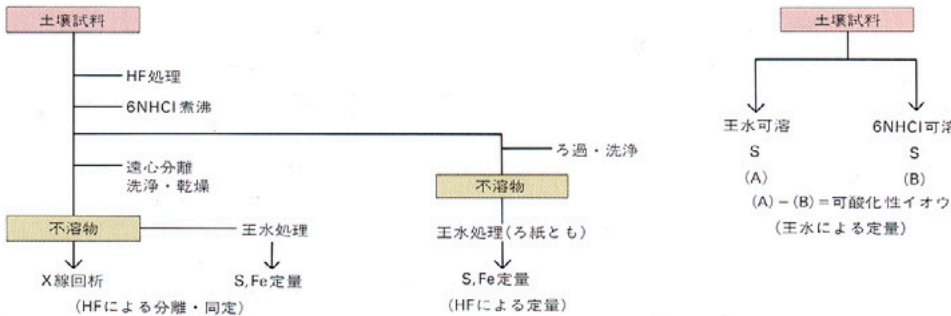 土壌試料
HF処理
6NHCl煮沸
遠心分離
洗浄・乾燥
不溶物
王水処理
X線回析
S,Fe定量
(HFによる分離・同定)
ろ過・洗浄
不溶物
王水処理(ろ紙とも)
S,Fe定量
(HFによる定量)
土壌試料
王水可溶
S
(A)
6NHCl可溶
S
(B)
(A)-(B)=可酸化性イオウ
(王水による定量)